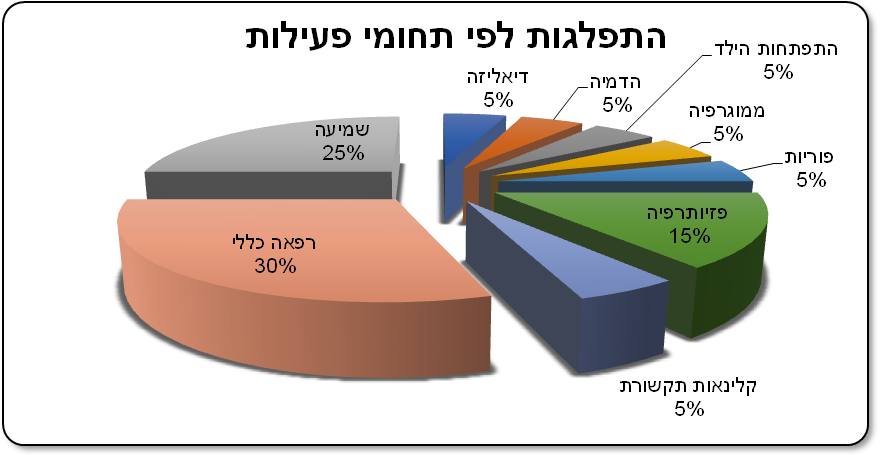 התפלגות לפי תחומי פעילות
דיאליזה
5%
הדמיה
5%
התפתחות הילד
5%
ממוגרפיה
5%
פוריות
5%
פזיותרפיה
15%
קלינאות תקשורת
5%
רפאה כללי
30%
שמיעה
25%